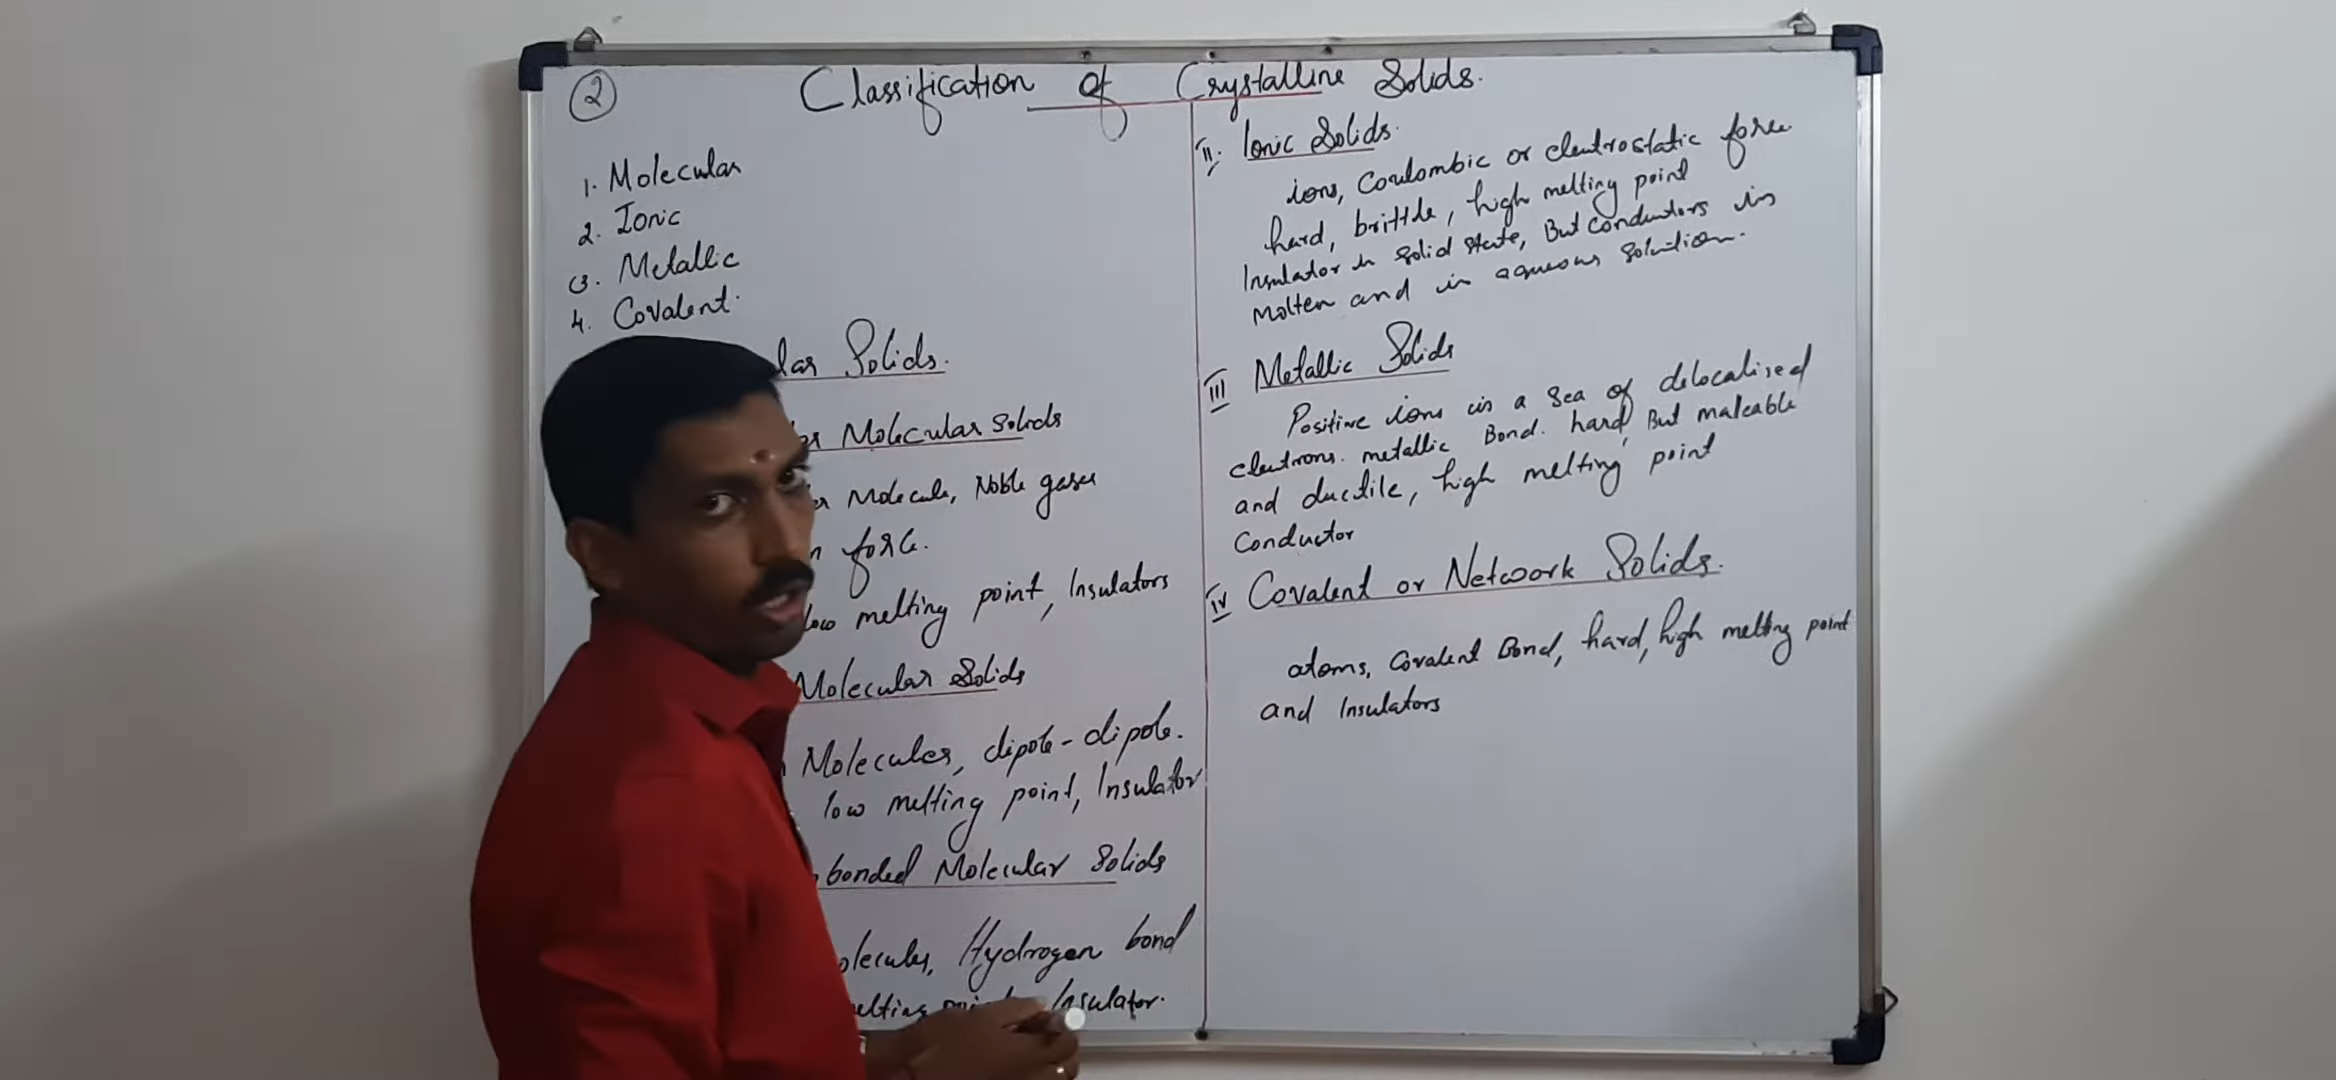 2
Classification of Crystalline Solids.
1. Molecular
2. Ionic
3. Metallic
4. Covalent.
lar Solids.
Molecular solids
Molecule, Noble gases
n force.
low melting point, Insulators
Molecular Solids
Molecules, dipole-dipole.
low melting point, Insulator
bonded Molecular Solids
olecules, Hydrogen bond
elting Insulator.
II. Ionic Solids.
ions, Coulombic or electrostatic force
hard, brittle, high melting point
Insulator in solid state, But conductors in
molten and in aqueous solution.
III Metallic Solids
Positive ions in a sea of delocalised
electrons. metallic Bond. hard, But maleable
and ductile, high melting point
Conductor
IV Covalent or Network Solids.
atoms, Covalent Bond, hard, high melting point
and Insulators